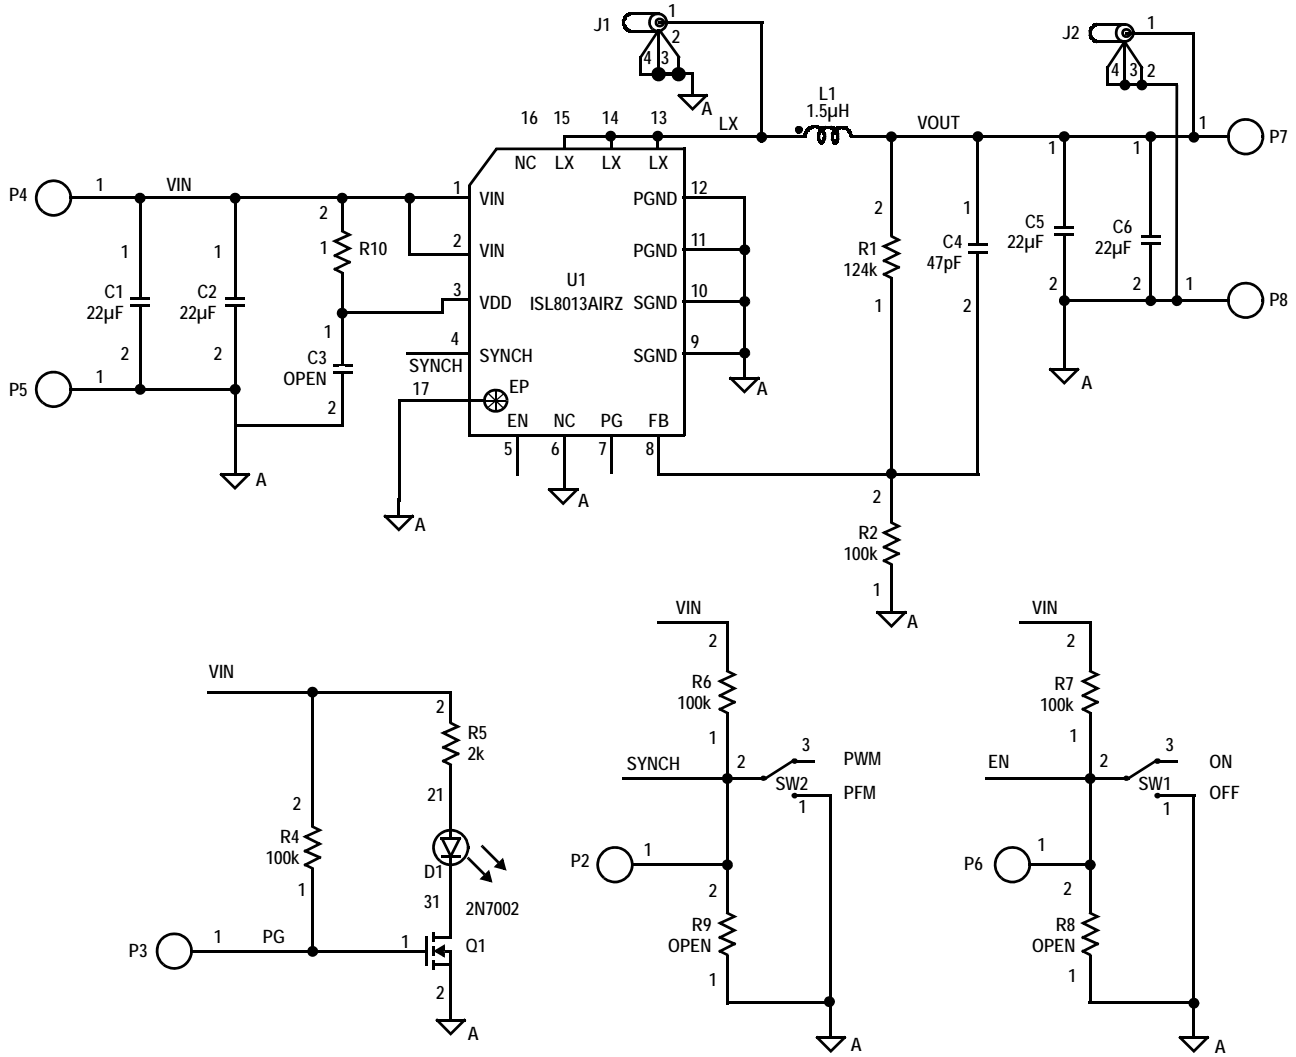 J1 1
2
4 3
A
J2 1
4 3 2
L1
1.5µH
16 15 14 13 LX
VOUT
1 P7
NC LX LX LX
P4 1 VIN
1 VIN PGND 12
2 VIN PGND 11
3 VDD SGND 10
4 SYNCH SGND 9
SYNCH
17 EP
EN NC PG FB
5 6 7 8
U1
ISL8013AIRZ
A
A
A
1
C1
22µF
2
1
C2
22µF
2
2
1 R10
1
C3
OPEN
2
P5 1
A
2
R1
124k
1
1
C4
47pF
2
1
C5
22µF
2
1
C6
22µF
2
1 P8
A
2
R2
100k
1
A
VIN
2
R4
100k
1
2
R5
2k
21
D1
31 2N7002
P3 1 PG 1 Q1
2
A
VIN
2
R6
100k
1
SYNCH 2 3 PWM
SW2 PFM
1
P2 1
2
R9
OPEN
1
A
VIN
2
R7
100k
1
EN 2 3 ON
SW1 OFF
1
P6 1
2
R8
OPEN
1
A